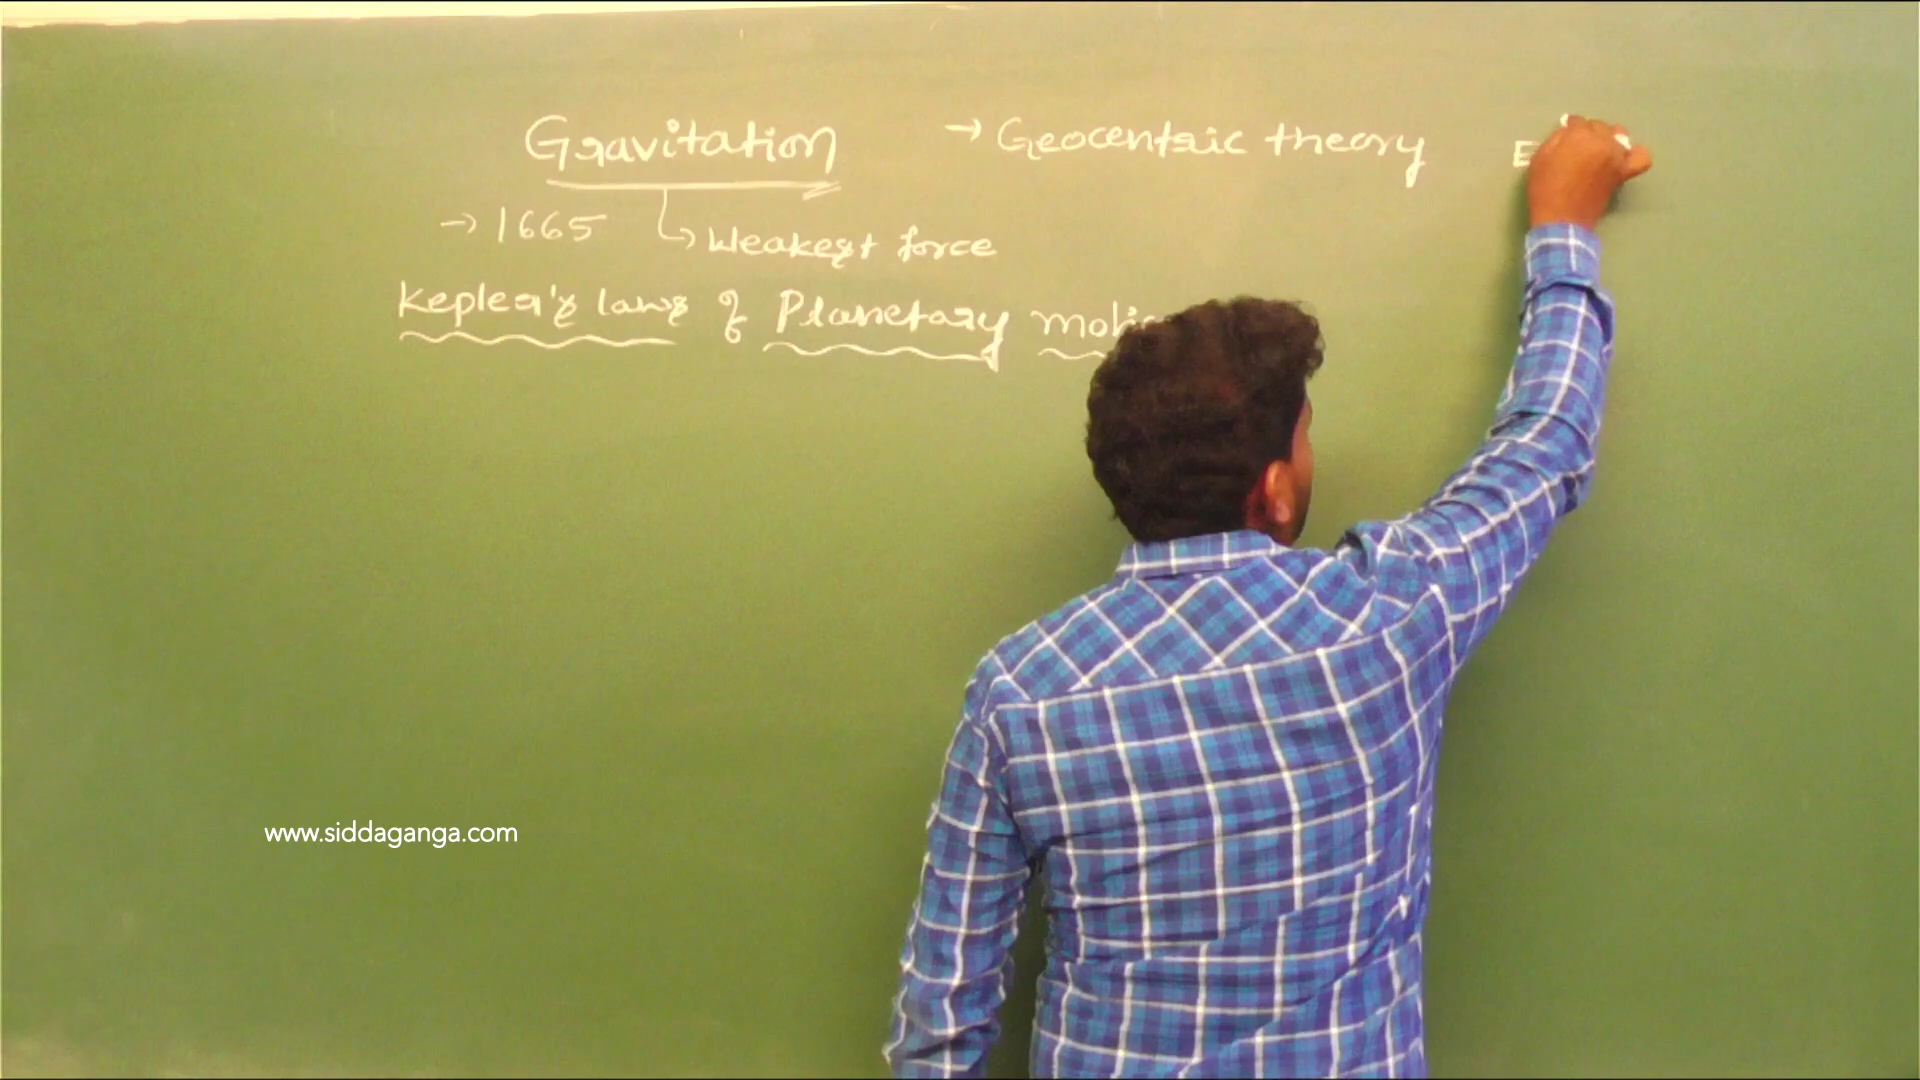 Gravitation
→ Geocentric theory E
→ 1665
↳ Weakest force
Kepler's laws of Planetary
www.siddaganga.com